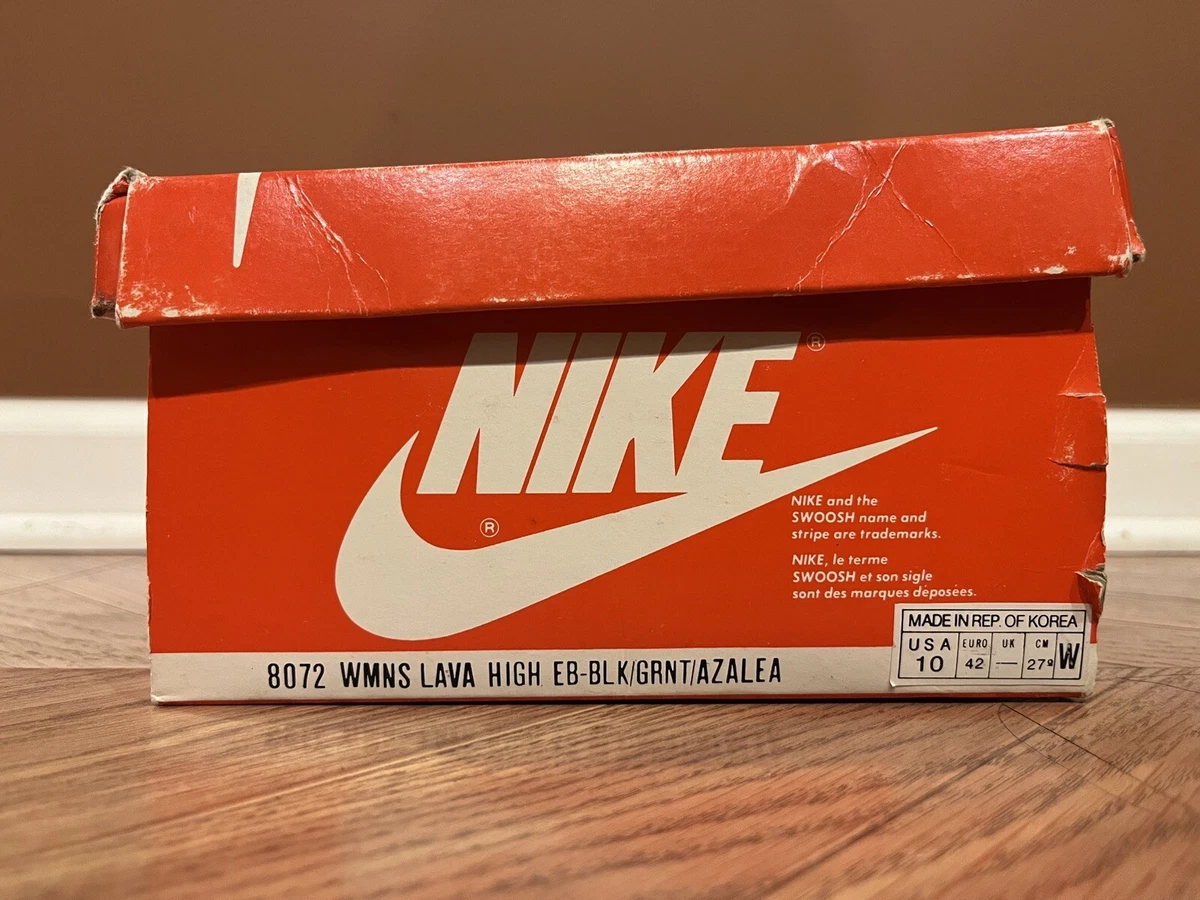 NIKE®
®
NIKE and the
SWOOSH name and
stripe are trademarks.
NIKE, le terme
SWOOSH et son sigle
sont des marques déposées.
8072 WMNS LAVA HIGH EB-BLK/GRNT/AZALEA
MADE IN REP. OF KOREA
USA EURO UK CM W
10 42 — 27